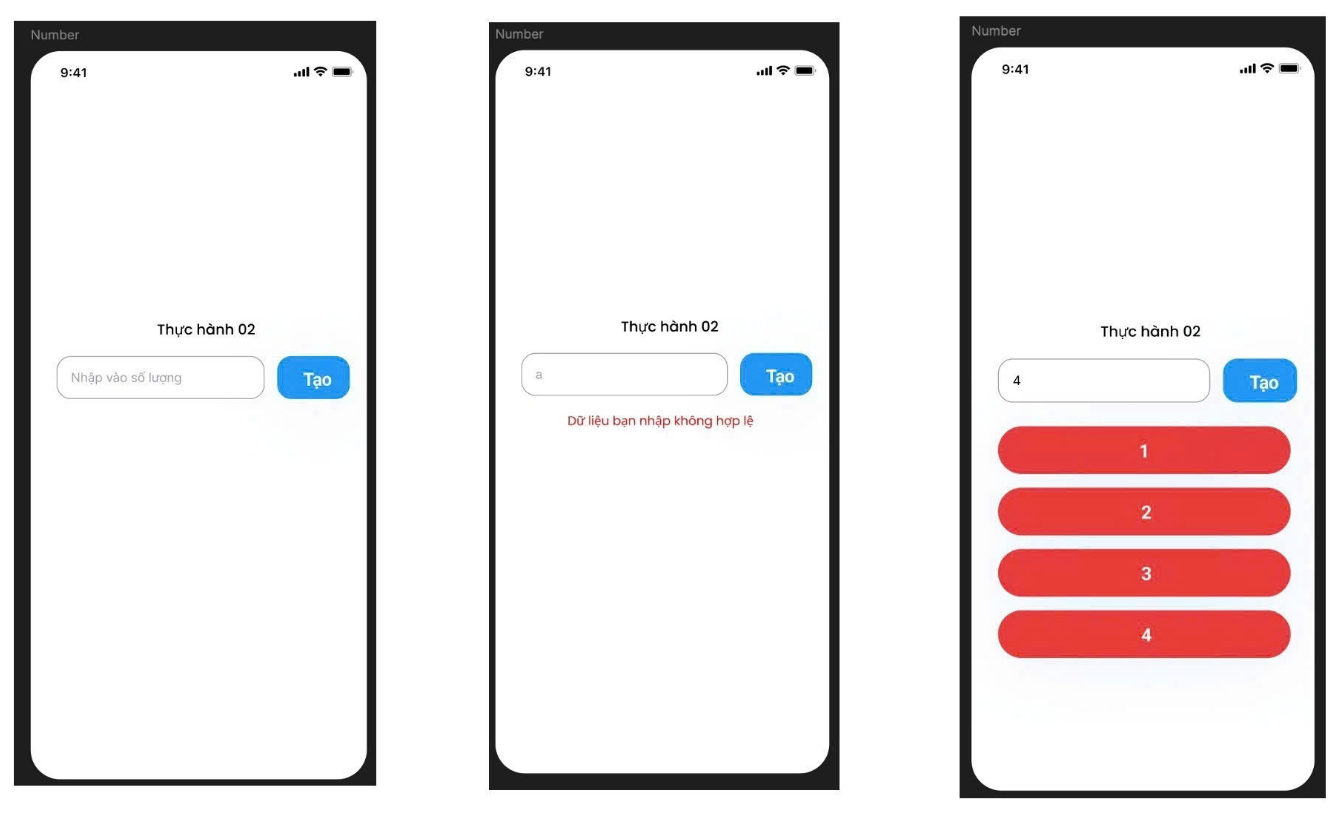 Number
9:41
Thực hành 02
Nhập vào số lượng
Tạo
Number
9:41
Thực hành 02
a
Tạo
Dữ liệu bạn nhập không hợp lệ
Number
9:41
Thực hành 02
4
Tạo
1
2
3
4